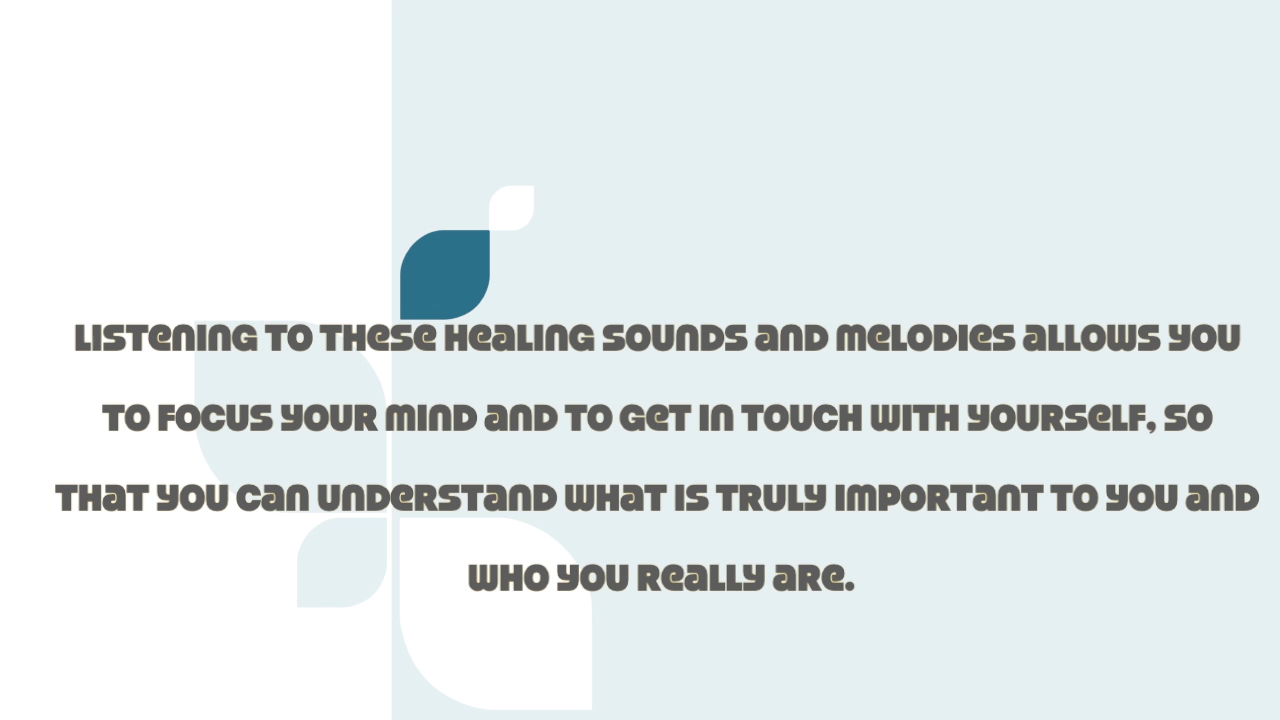 Listening to these healing sounds and melodies allows you
to focus your mind and to get in touch with yourself, so
that you can understand what is truly important to you and
who you really are.